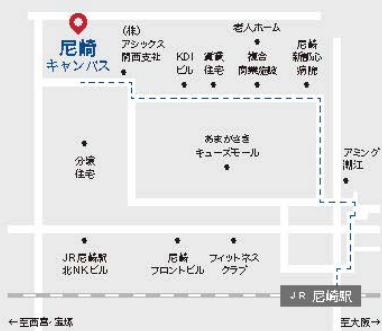 尼崎
キャンパス
(株)
アシックス
関西支社
KDI
ビル
賃貸
住宅
老人ホーム
複合
商業施設
尼崎
新都心
病院
分譲
住宅
あまがさき
キューズモール
アミング
潮江
JR尼崎駅
北NKビル
尼崎
フロントビル
フィットネス
クラブ
JR 尼崎駅
←至西宮・宝塚
至大阪→